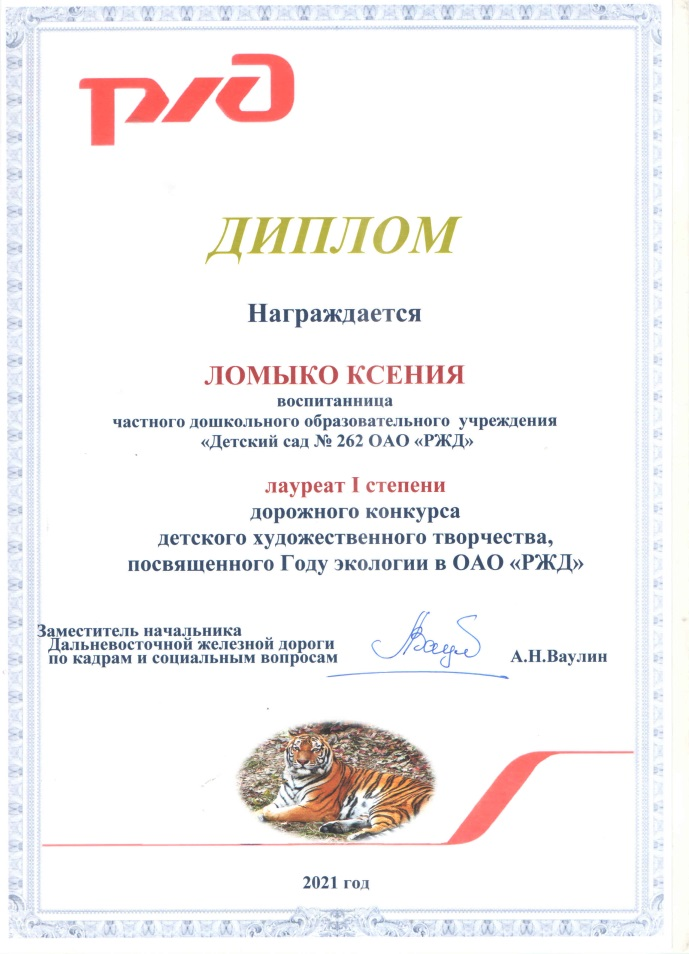 ржд
ДИПЛОМ
Награждается
ЛОМЫКО КСЕНИЯ
воспитанница
частного дошкольного образовательного учреждения
«Детский сад № 262 ОАО «РЖД»
лауреат I степени
дорожного конкурса
детского художественного творчества,
посвященного Году экологии в ОАО «РЖД»
Заместитель начальника
Дальневосточной железной дороги
по кадрам и социальным вопросам
А.Н.Ваулин
2021 год